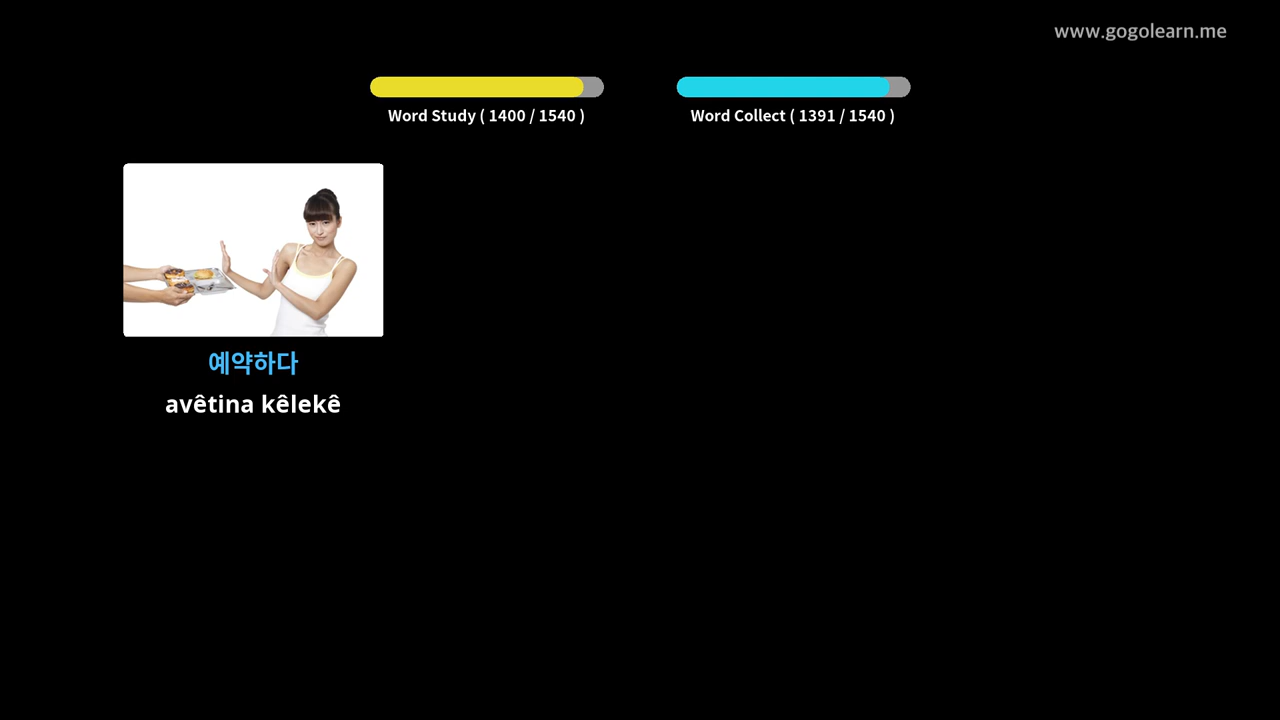 www.gogolearn.me
Word Study ( 1400 / 1540 )
Word Collect ( 1391 / 1540 )
예약하다
avêtina kêlekê